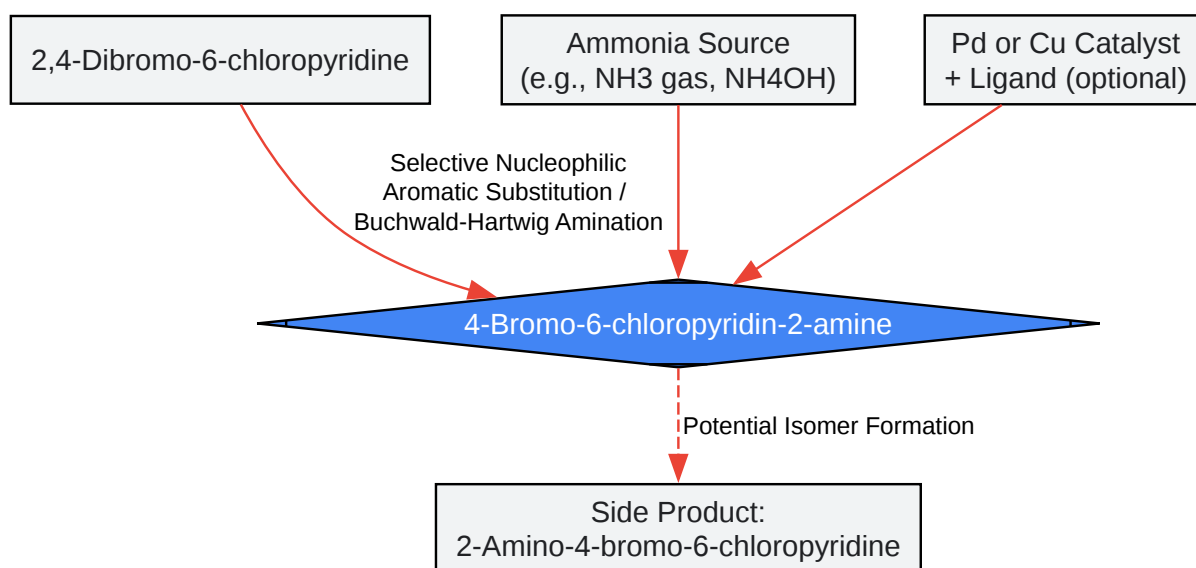 2,4-Dibromo-6-chloropyridine
Ammonia Source
(e.g., NH3 gas, NH4OH)
Pd or Cu Catalyst
+ Ligand (optional)
Selective Nucleophilic
Aromatic Substitution /
Buchwald-Hartwig Amination
4-Bromo-6-chloropyridin-2-amine
Potential Isomer Formation
Side Product:
2-Amino-4-bromo-6-chloropyridine